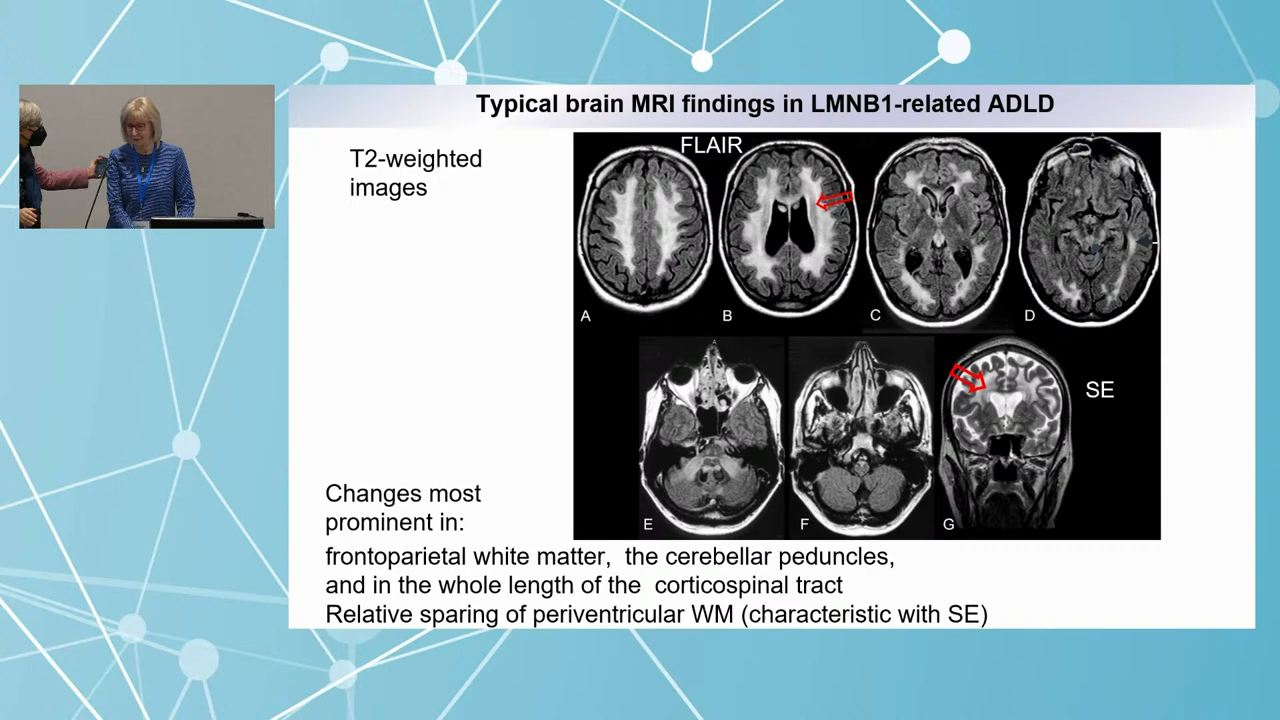 Typical brain MRI findings in LMNB1-related ADLD
T2-weighted
images
FLAIR
A
B
C
D
E
F
G
SE
Changes most
prominent in:
frontoparietal white matter,  the cerebellar peduncles,
and in the whole length of the  corticospinal tract
Relative sparing of periventricular WM (characteristic with SE)